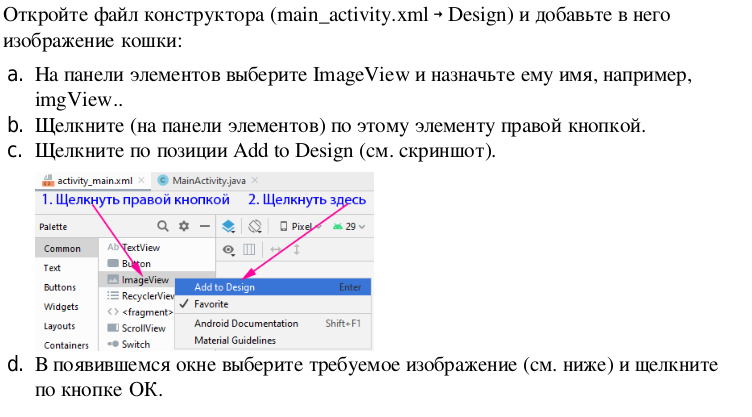 Откройте файл конструктора (main_activity.xml → Design) и добавьте в него
изображение кошки:
a. На панели элементов выберите ImageView и назначьте ему имя, например,
imgView..
b. Щелкните (на панели элементов) по этому элементу правой кнопкой.
c. Щелкните по позиции Add to Design (см. скриншот).
activity_main.xml × MainActivity.java ×
1. Щелкнуть правой кнопкой 2. Щелкнуть здесь
Palette Pixel 29
Common Ab TextView
Text Button
Buttons ImageView
Add to Design Enter
Widgets RecyclerView Favorite
Layouts <fragment> Android Documentation Shift+F1
ScrollView Material Guidelines
Containers Switch
d. В появившемся окне выберите требуемое изображение (см. ниже) и щелкните
по кнопке ОК.